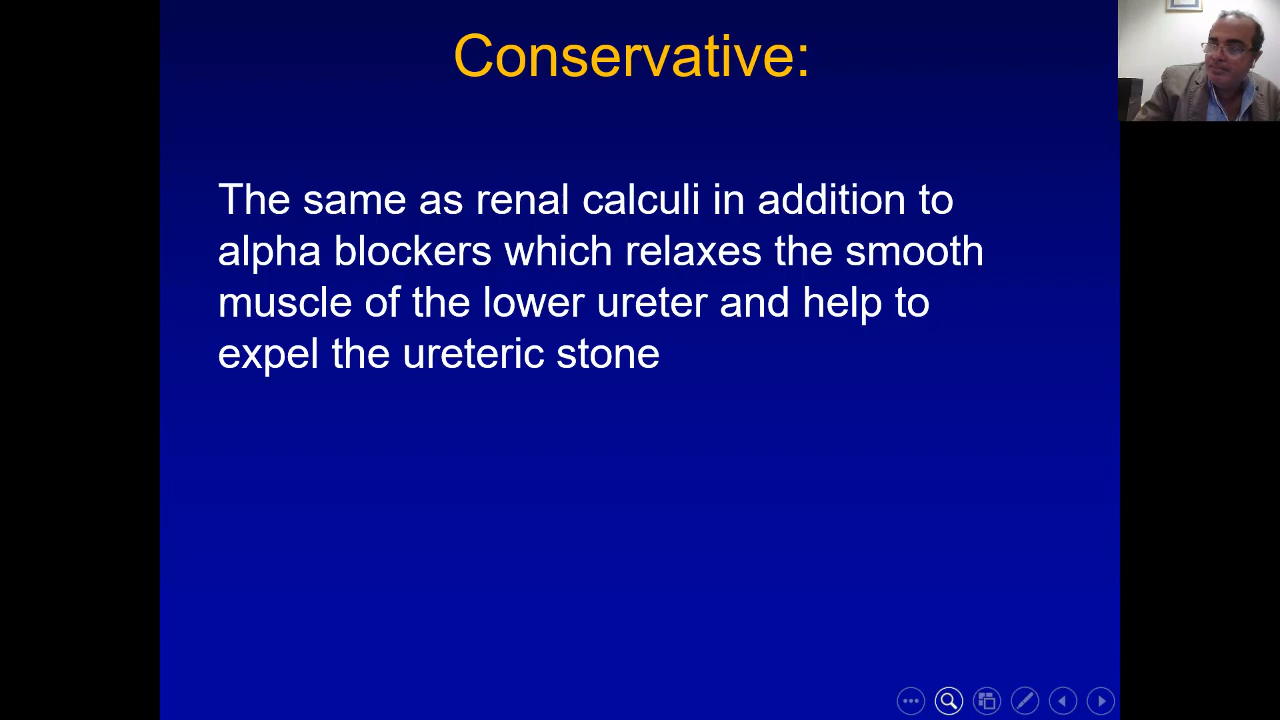 Conservative:
The same as renal calculi in addition to
alpha blockers which relaxes the smooth
muscle of the lower ureter and help to
expel the ureteric stone